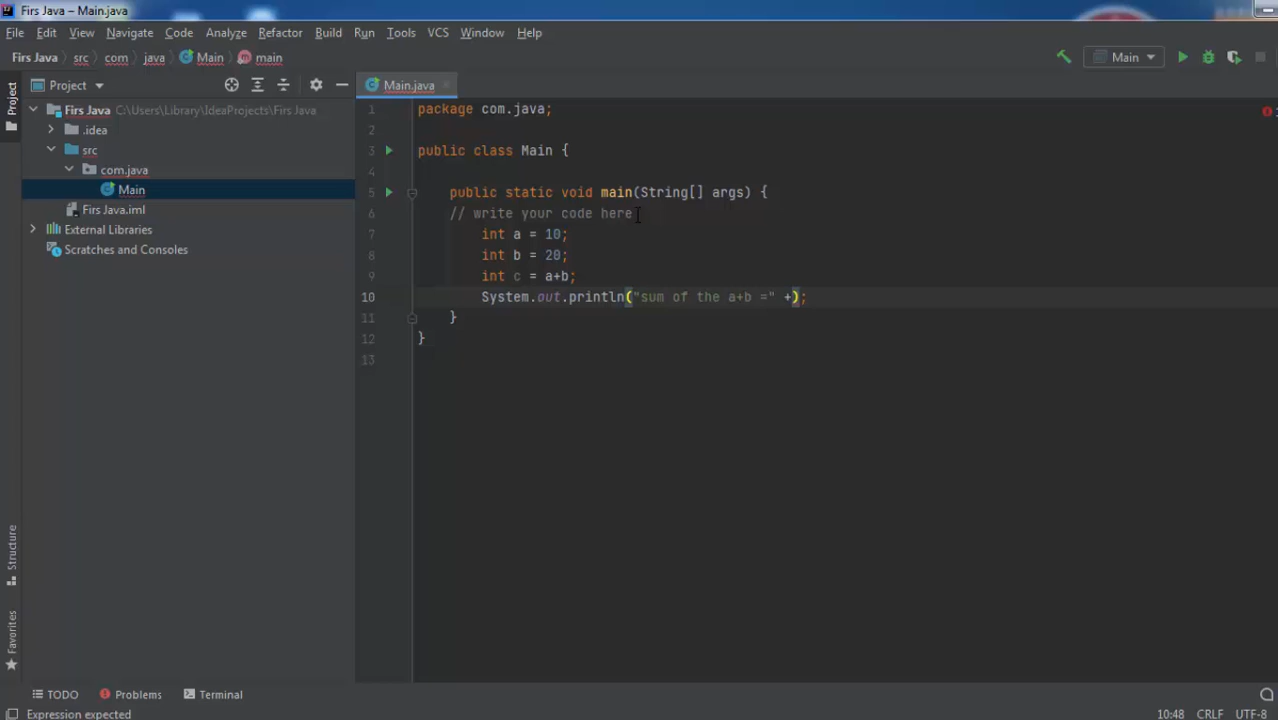 Firs Java – Main.java
File Edit View Navigate Code Analyze Refactor Build Run Tools VCS Window Help
Firs Java src com java Main main
Main
Project
Main.java
Project
Firs Java C:\Users\Library\IdeaProjects\Firs Java
.idea
src
com.java
Main
Firs Java.iml
External Libraries
Scratches and Consoles
1 package com.java;
2
3 public class Main {
4
5 public static void main(String[] args) {
6 // write your code here
7 int a = 10;
8 int b = 20;
9 int c = a+b;
10 System.out.println("sum of the a+b =" +);
11 }
12 }
13
Structure
Favorites
TODO Problems Terminal
Expression expected
10:48 CRLF UTF-8